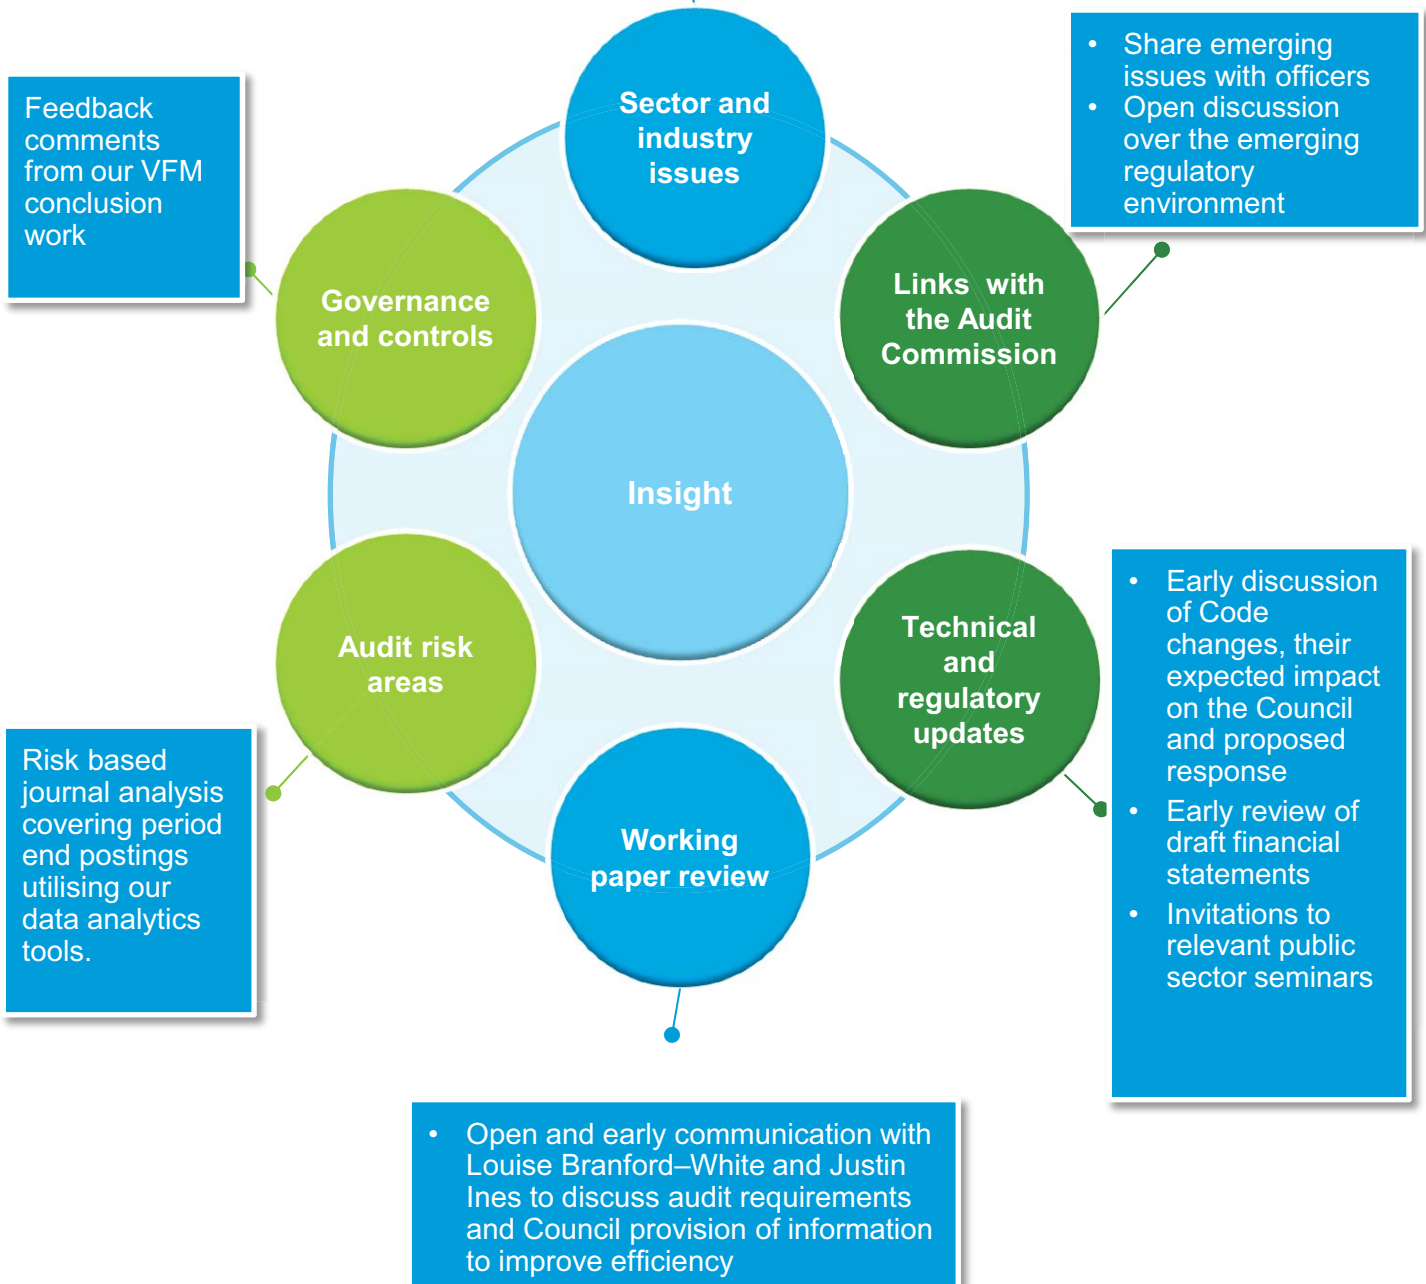 Sector and
industry
issues
• Share emerging
issues with officers
• Open discussion
over the emerging
regulatory
environment
Feedback
comments
from our VFM
conclusion
work
Governance
and controls
Links with
the Audit
Commission
Insight
Audit risk
areas
Technical
and
regulatory
updates
• Early discussion
of Code
changes, their
expected impact
on the Council
and proposed
response
• Early review of
draft financial
statements
• Invitations to
relevant public
sector seminars
Risk based
journal analysis
covering period
end postings
utilising our
data analytics
tools.
Working
paper review
• Open and early communication with
Louise Branford–White and Justin
Ines to discuss audit requirements
and Council provision of information
to improve efficiency